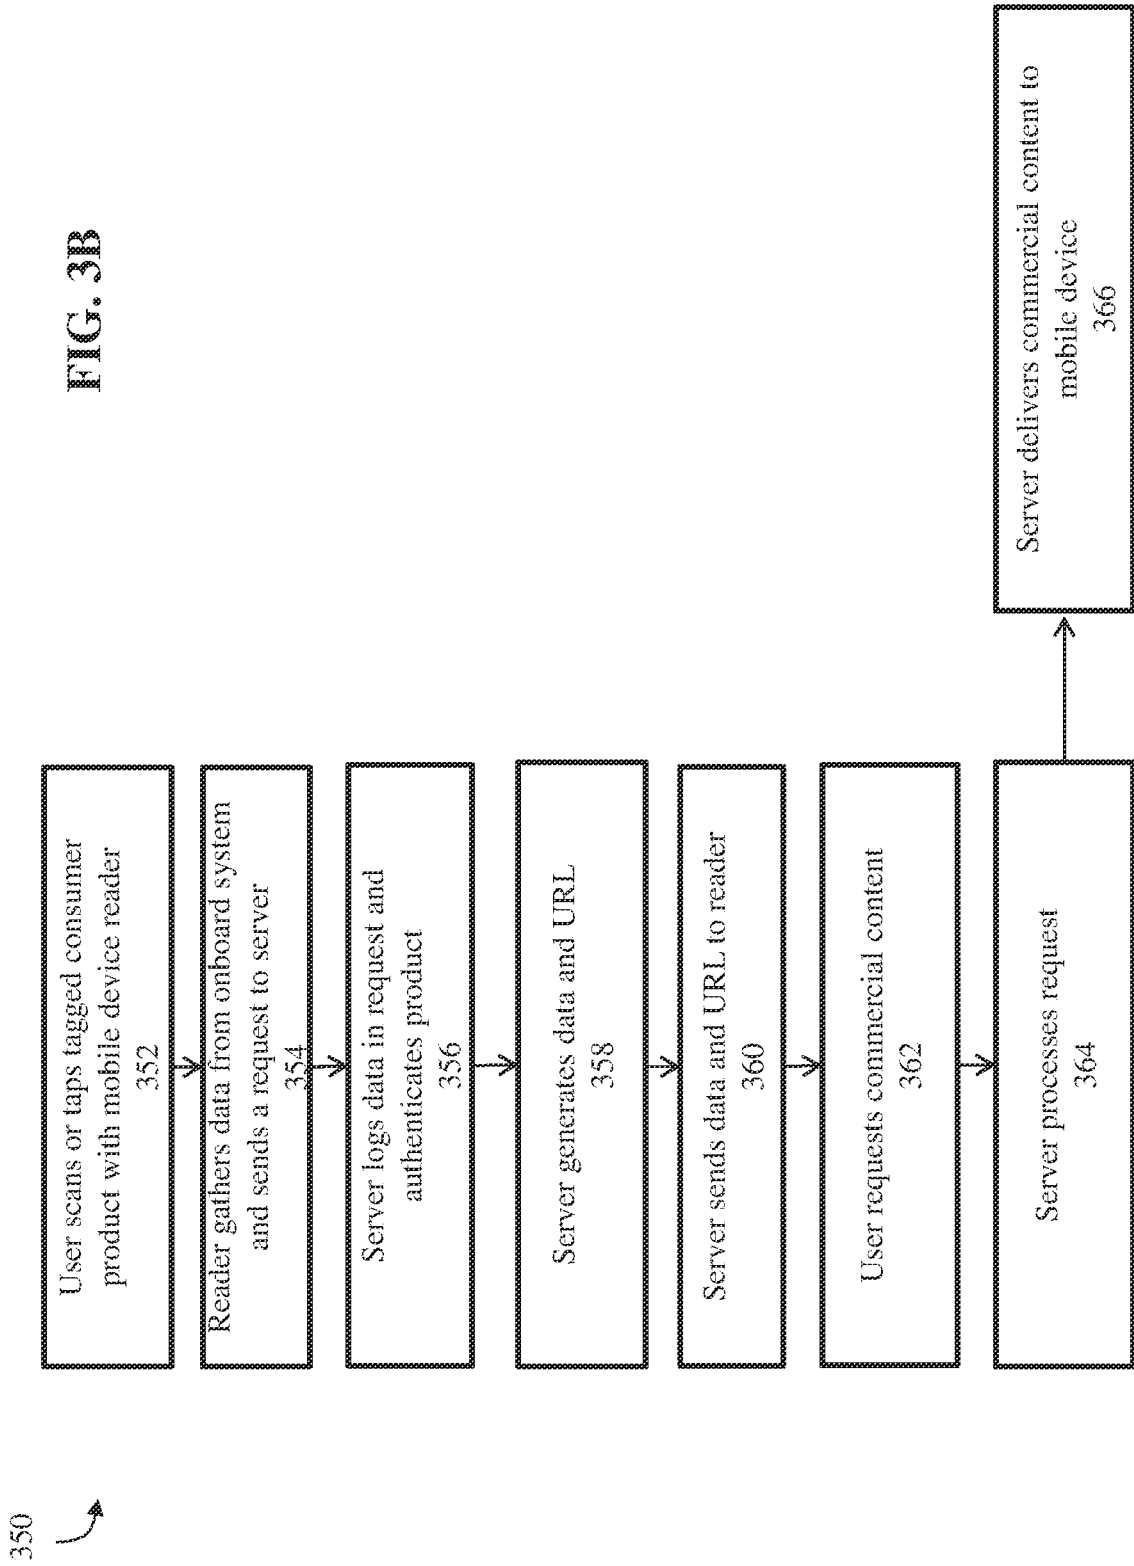 350
FIG. 3B
User scans or taps tagged consumer
product with mobile device reader
352
Reader gathers data from onboard system
and sends a request to server
354
Server logs data in request and
authenticates product
356
Server generates data and URL
358
Server sends data and URL to reader
360
User requests commercial content
362
Server processes request
364
Server delivers commercial content to
mobile device
366